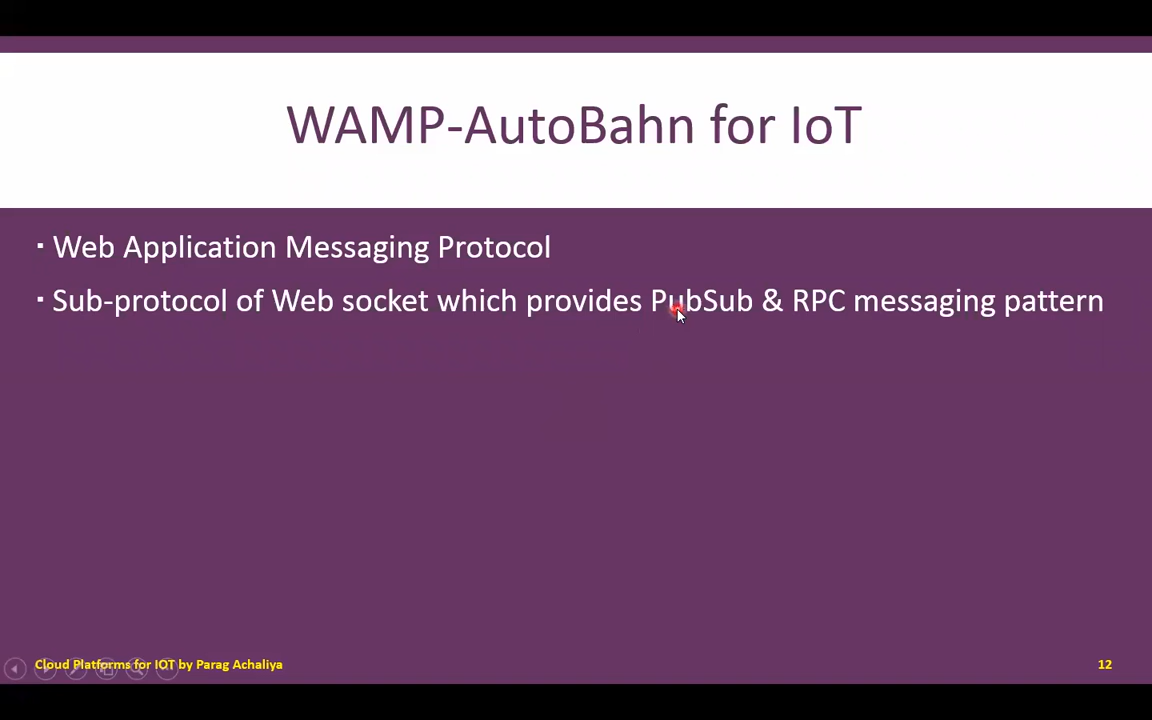 WAMP-AutoBahn for IoT
▪ Web Application Messaging Protocol
▪ Sub-protocol of Web socket which provides PubSub & RPC messaging pattern
Cloud Platforms for IOT by Parag Achaliya
12